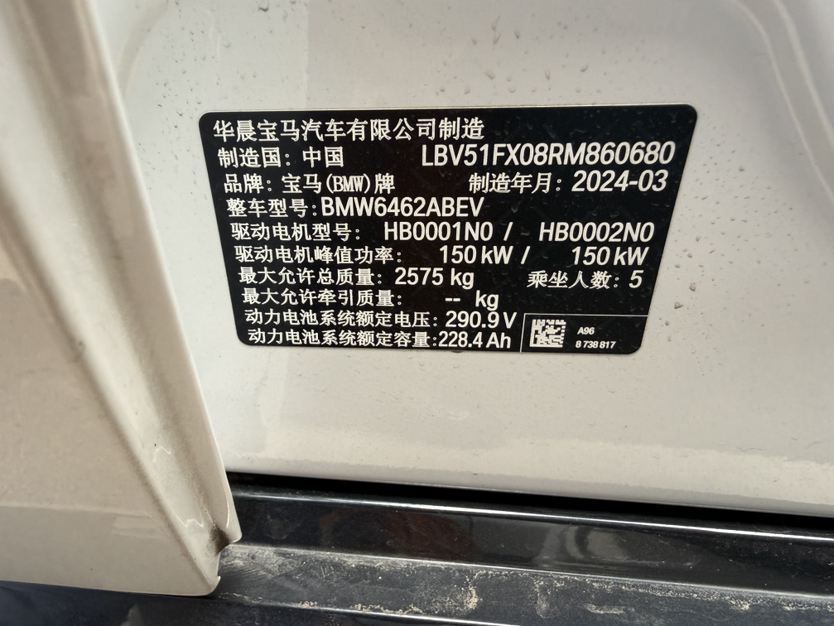 华晨宝马汽车有限公司制造
制造国: 中国 LBV51FX08RM860680
品牌: 宝马(BMW)牌 制造年月: 2024-03
整车型号:BMW6462ABEV
驱动电机型号: HB0001N0 / HB0002N0
驱动电机峰值功率: 150 kW / 150 kW
最大允许总质量: 2575 kg 乘坐人数: 5
最大允许牵引质量: -- kg
动力电池系统额定电压: 290.9 V
动力电池系统额定容量:228.4 Ah
A96
8 738 817